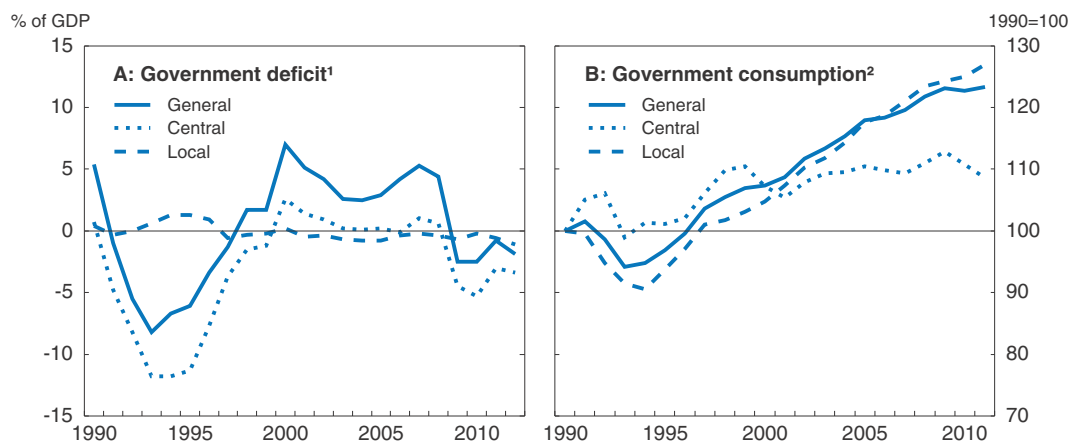 % of GDP
1990=100
15
A: Government deficit¹
General
Central
Local
10
5
0
-5
-10
-15
1990
1995
2000
2005
2010
B: Government consumption²
General
Central
Local
130
120
110
100
90
80
70
1990
1995
2000
2005
2010